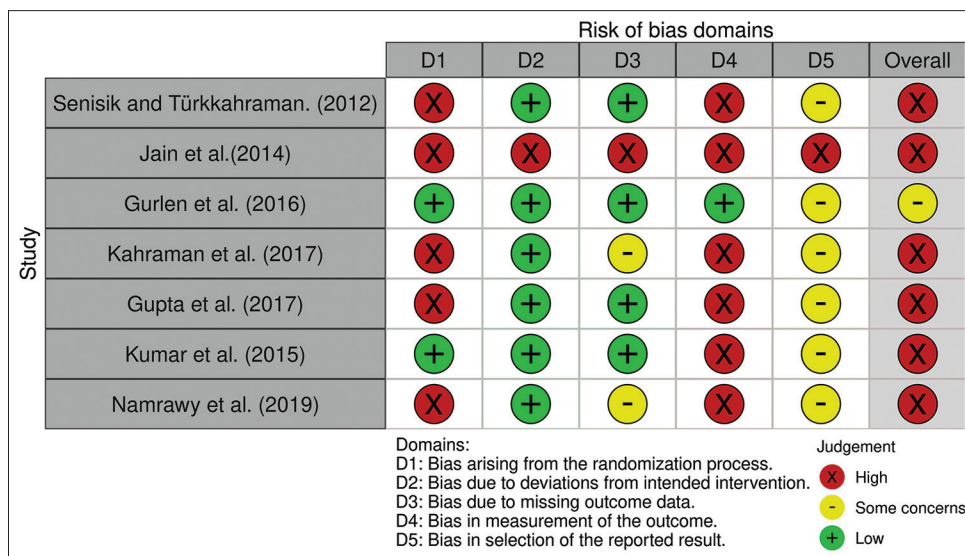 Risk of bias domains
D1 D2 D3 D4 D5 Overall
Study
Senisik and Türkkahraman. (2012) X + + X - X
Jain et al.(2014) X X X X X X
Gurlen et al. (2016) + + + + - -
Kahraman et al. (2017) X + - X - X
Gupta et al. (2017) X + + X - X
Kumar et al. (2015) + + + X - X
Namrawy et al. (2019) X + - X - X
Domains:
D1: Bias arising from the randomization process.
D2: Bias due to deviations from intended intervention.
D3: Bias due to missing outcome data.
D4: Bias in measurement of the outcome.
D5: Bias in selection of the reported result.
Judgement
X High
- Some concerns
+ Low